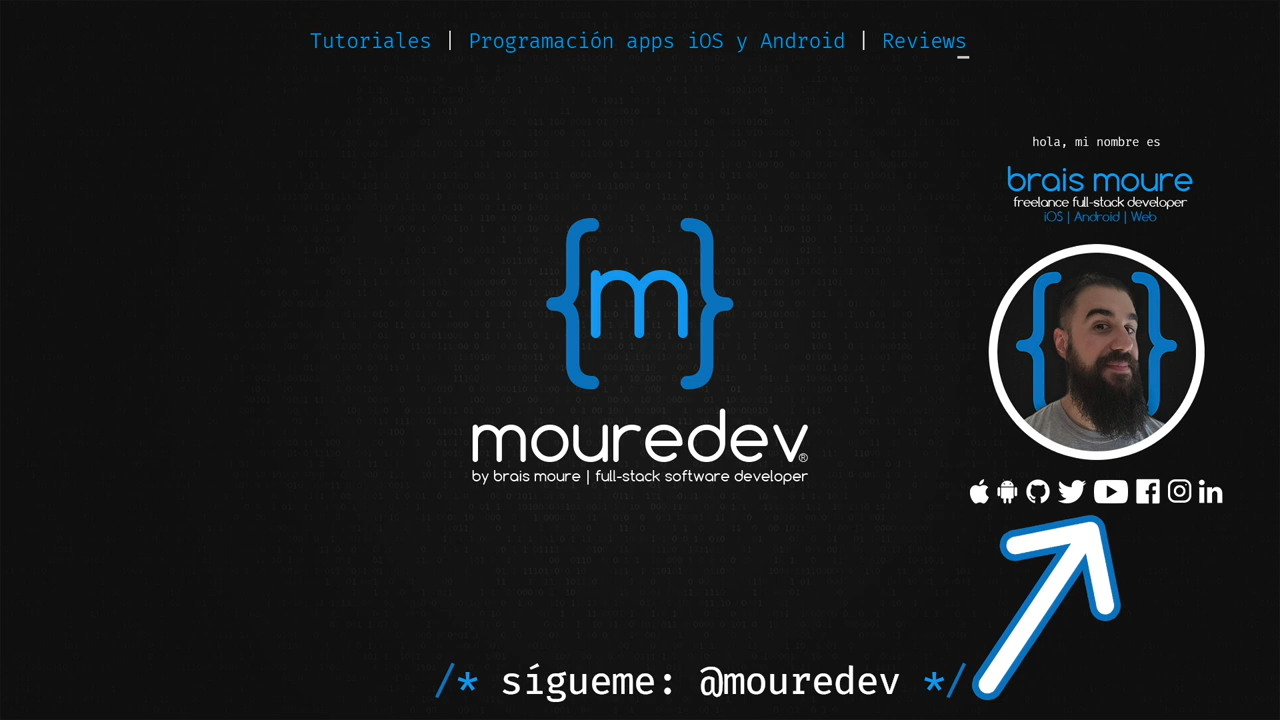 Tutoriales | Programación apps iOS y Android | Reviews_
hola, mi nombre es
brais moure
freelance full-stack developer
iOS | Android | Web
{m}
mouredev®
by brais moure | full-stack software developer
/* sígueme: @mouredev */